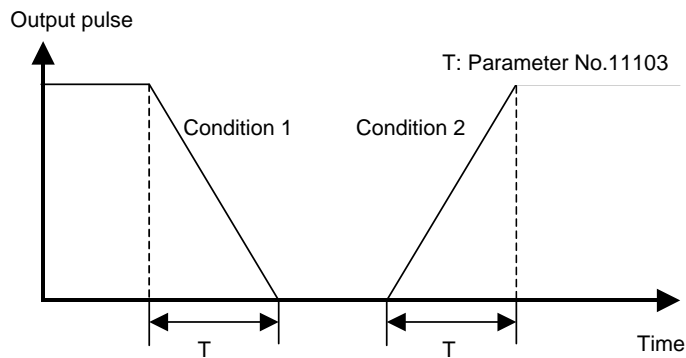 Output pulse
T: Parameter No.11103
Condition 1
Condition 2
T
T
Time